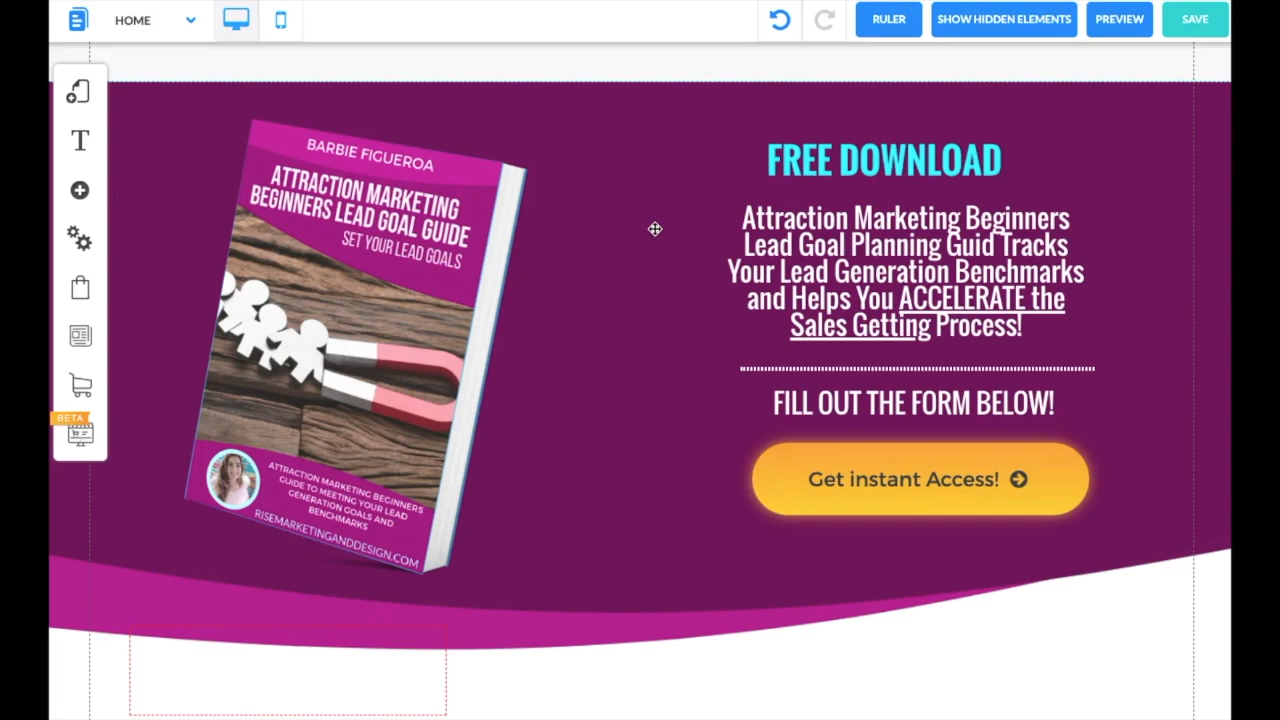 HOME
RULER
SHOW HIDDEN ELEMENTS
PREVIEW
SAVE
T
BETA
BARBIE FIGUEROA
ATTRACTION MARKETING
BEGINNERS LEAD GOAL GUIDE
SET YOUR LEAD GOALS
ATTRACTION MARKETING BEGINNERS
GUIDE TO MEETING YOUR LEAD
GENERATION GOALS AND
BENCHMARKS
RISEMARKETINGANDDESIGN.COM
FREE DOWNLOAD
Attraction Marketing Beginners
Lead Goal Planning Guid Tracks
Your Lead Generation Benchmarks
and Helps You ACCELERATE the
Sales Getting Process!
FILL OUT THE FORM BELOW!
Get instant Access!